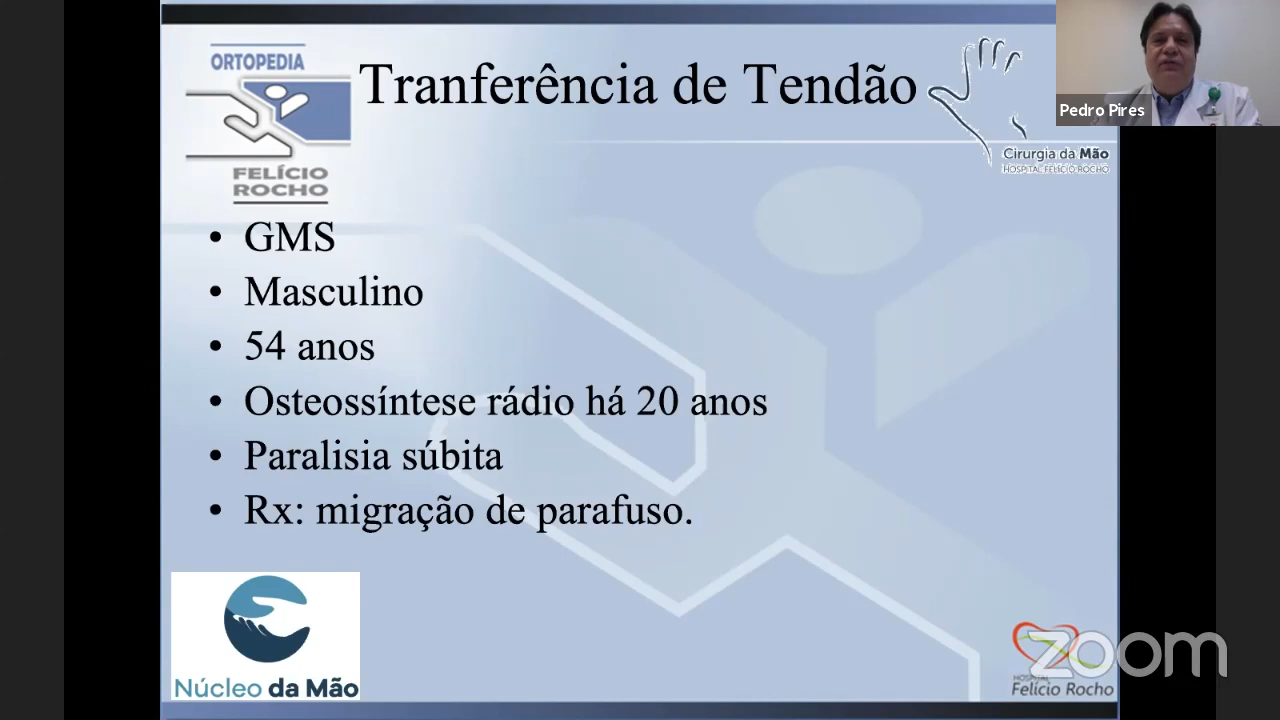 ORTOPEDIA
FELÍCIO
ROCHO
Tranferência de Tendão
Cirurgia da Mão
HOSPITAL FELÍCIO ROCHO
Pedro Pires
• GMS
• Masculino
• 54 anos
• Osteossíntese rádio há 20 anos
• Paralisia súbita
• Rx: migração de parafuso.
Núcleo da Mão
zoom
HOSPITAL
Felício Rocho